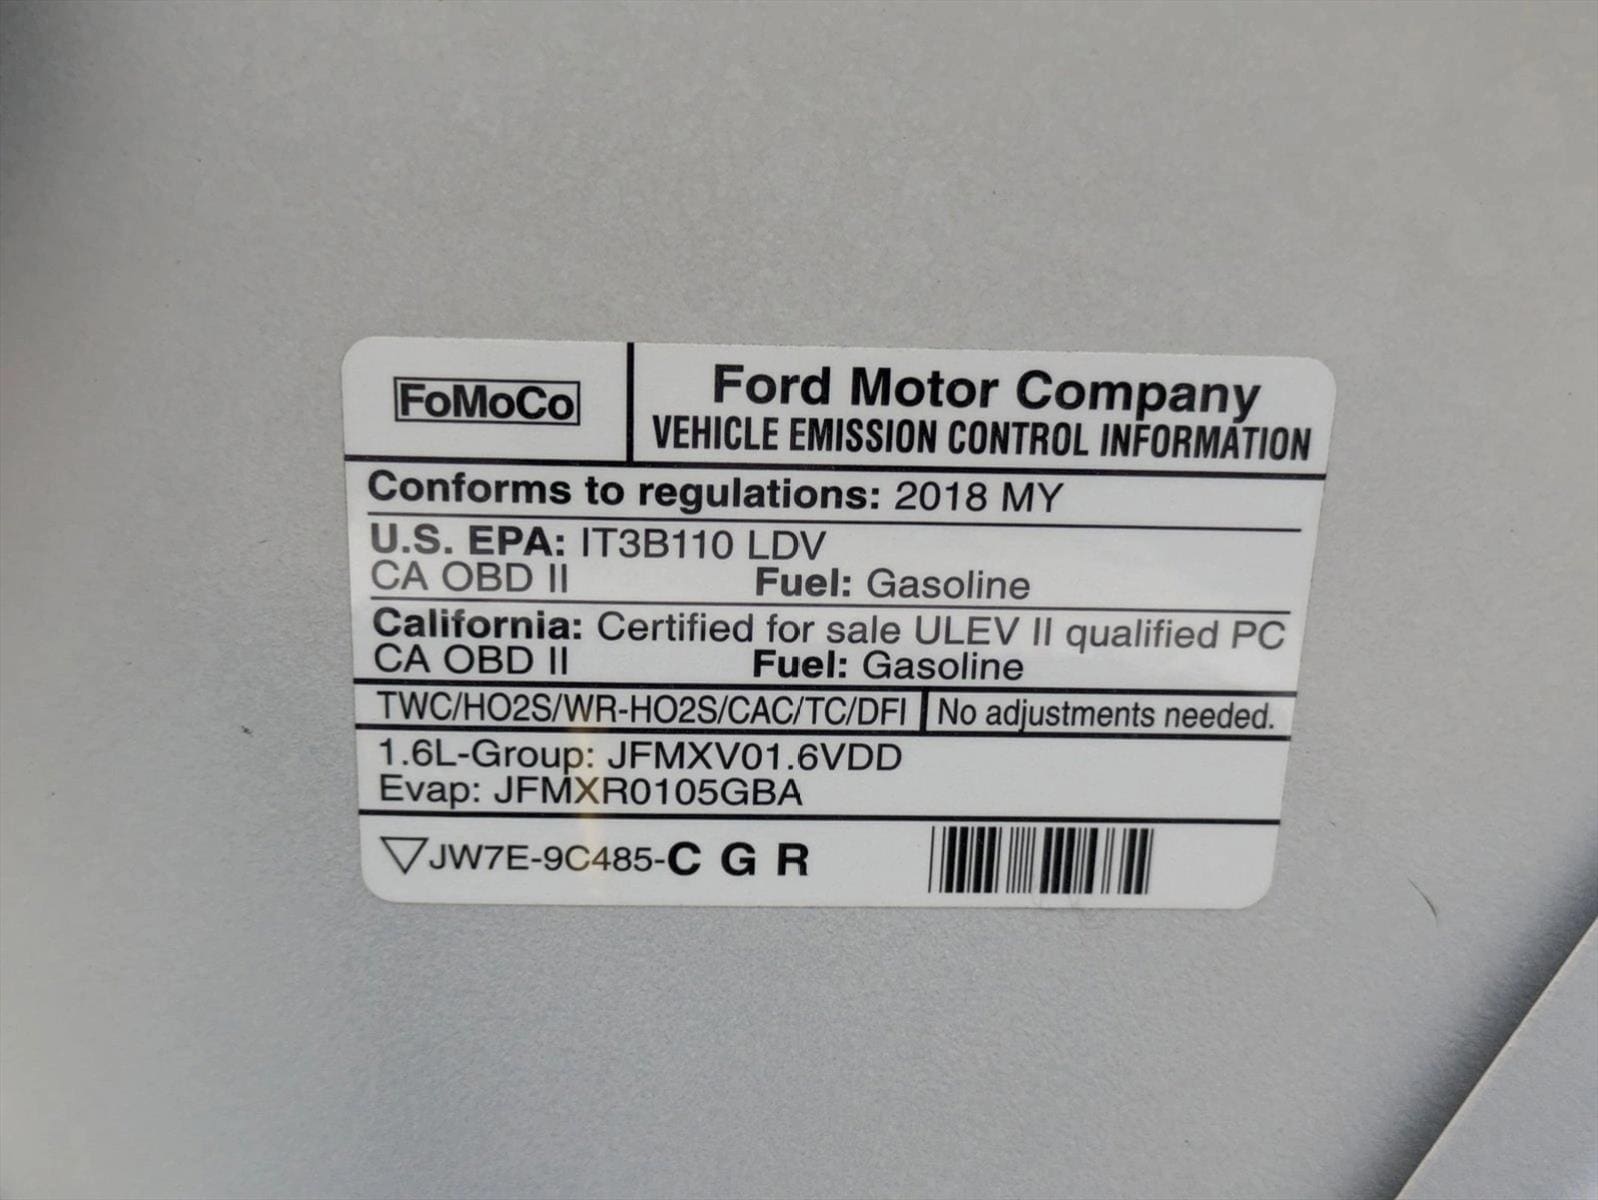 FoMoCo
Ford Motor Company
VEHICLE EMISSION CONTROL INFORMATION
Conforms to regulations: 2018 MY
U.S. EPA: IT3B110 LDV
CA OBD II Fuel: Gasoline
California: Certified for sale ULEV II qualified PC
CA OBD II Fuel: Gasoline
TWC/HO2S/WR-HO2S/CAC/TC/DFI No adjustments needed.
1.6L-Group: JFMXV01.6VDD
Evap: JFMXR0105GBA
▽JW7E-9C485-C G R